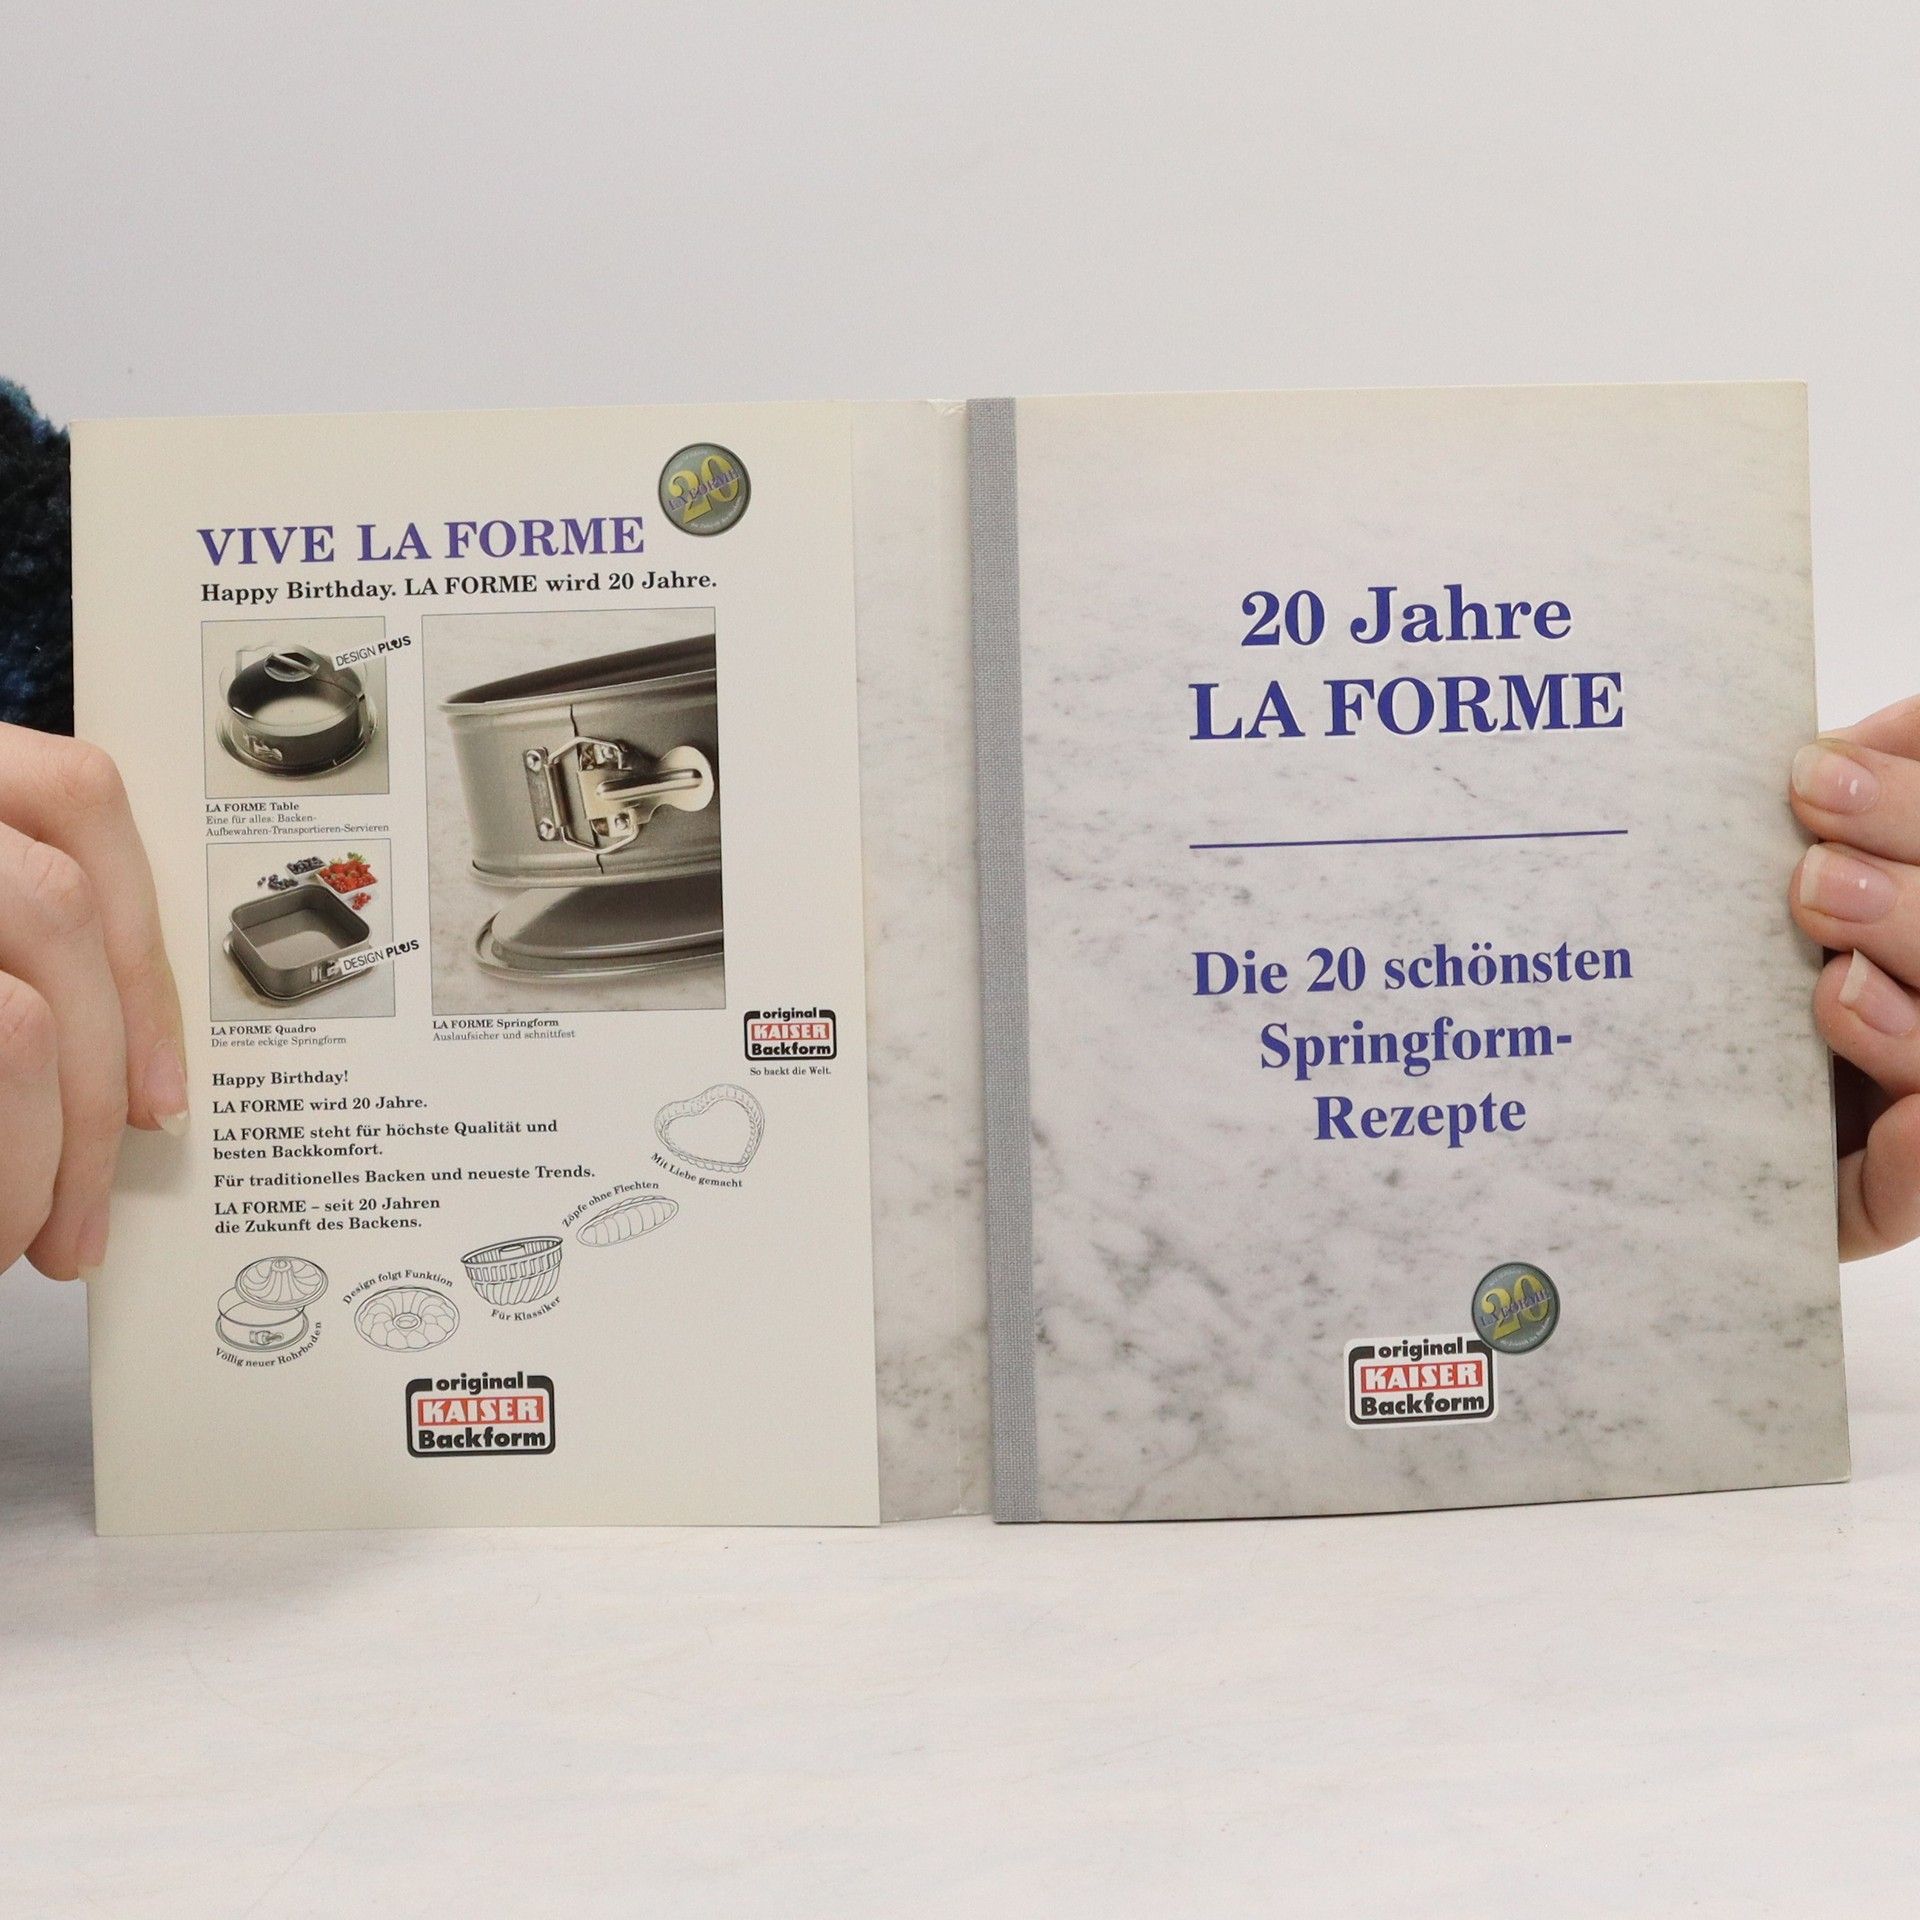 20
LA FORME
VIVE LA FORME
Happy Birthday. LA FORME wird 20 Jahre.
DESIGN PLUS
LA FORME Table
Eine für alles: Backen-
Aufbewahren-Transportieren-Servieren
DESIGN PLUS
LA FORME Quadro
Die erste eckige Springform
LA FORME Springform
Auslaufsicher und schnittfest
original
KAISER
Backform
So backt die Welt.
Happy Birthday!
LA FORME wird 20 Jahre.
LA FORME steht für höchste Qualität und
besten Backkomfort.
Für traditionelles Backen und neueste Trends.
LA FORME – seit 20 Jahren
die Zukunft des Backens.
Mit Liebe gemacht
Zöpfe ohne Flechten
Für Klassiker
Design folgt Funktion
Völlig neuer Rohrboden
original
KAISER
Backform
20 Jahre
LA FORME
Die 20 schönsten
Springform-
Rezepte
20
LA FORME
original
KAISER
Backform